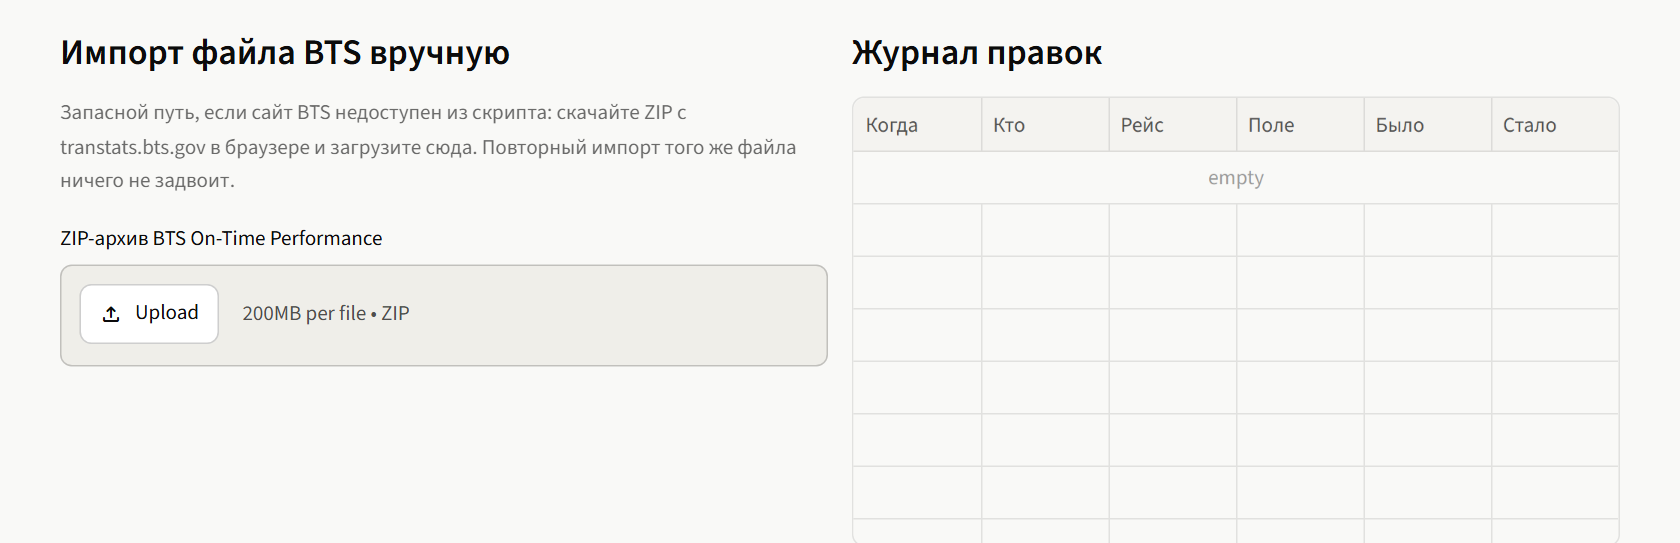 Импорт файла BTS вручную
Запасной путь, если сайт BTS недоступен из скрипта: скачайте ZIP с
transtats.bts.gov в браузере и загрузите сюда. Повторный импорт того же файла
ничего не задвоит.
ZIP-архив BTS On-Time Performance
Upload 200MB per file • ZIP
Журнал правок
Когда Кто Рейс Поле Было Стало
empty